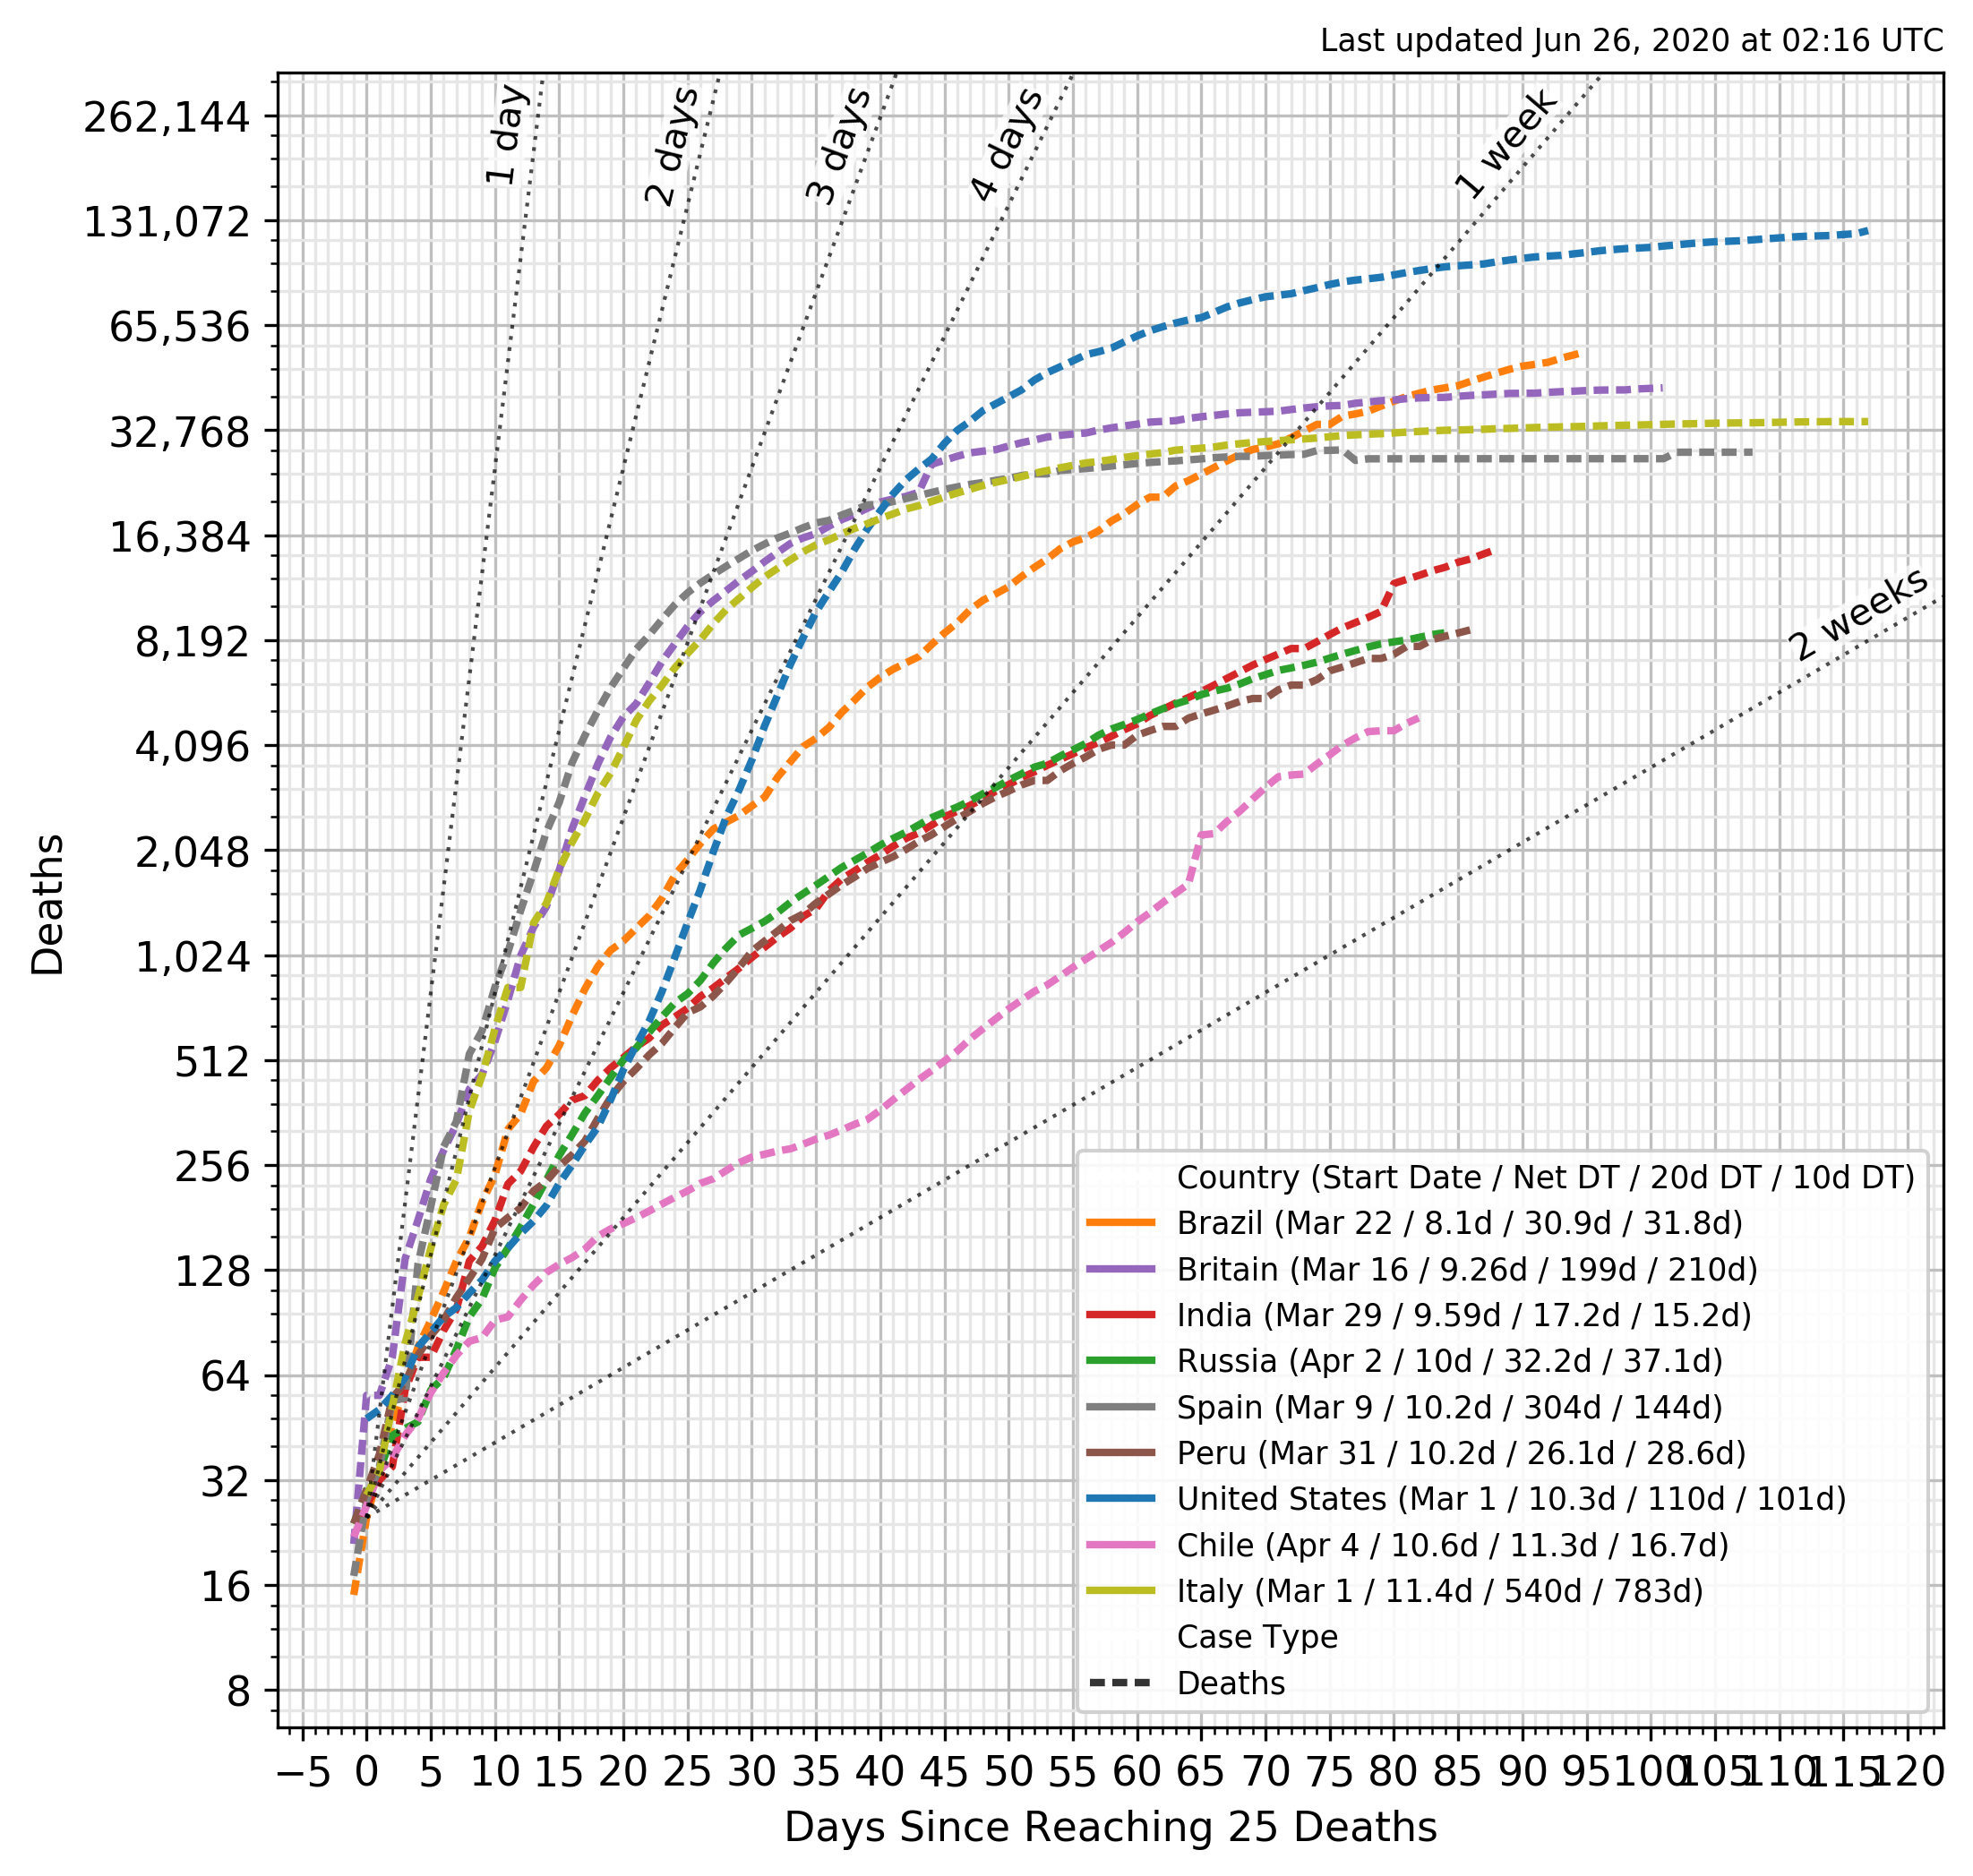 Last updated Jun 26, 2020 at 02:16 UTC
1 day
2 days
3 days
4 days
1 week
2 weeks
262,144
131,072
65,536
32,768
16,384
8,192
4,096
2,048
1,024
512
256
128
64
32
16
8
Deaths
Country (Start Date / Net DT / 20d DT / 10d DT)
Brazil (Mar 22 / 8.1d / 30.9d / 31.8d)
Britain (Mar 16 / 9.26d / 199d / 210d)
India (Mar 29 / 9.59d / 17.2d / 15.2d)
Russia (Apr 2 / 10d / 32.2d / 37.1d)
Spain (Mar 9 / 10.2d / 304d / 144d)
Peru (Mar 31 / 10.2d / 26.1d / 28.6d)
United States (Mar 1 / 10.3d / 110d / 101d)
Chile (Apr 4 / 10.6d / 11.3d / 16.7d)
Italy (Mar 1 / 11.4d / 540d / 783d)
Case Type
Deaths
−5 0 5 10 15 20 25 30 35 40 45 50 55 60 65 70 75 80 85 90 95 100 105 110 115 120
Days Since Reaching 25 Deaths